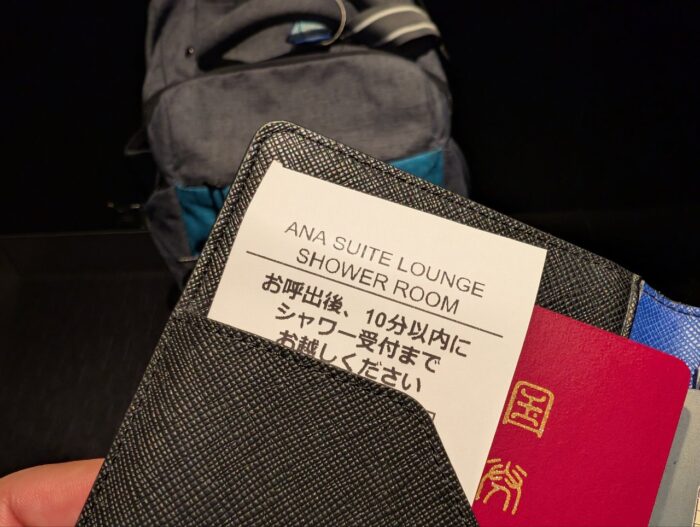 ANA SUITE LOUNGE
SHOWER ROOM
お呼出後、10分以内に
シャワー受付まで
お越しください
国